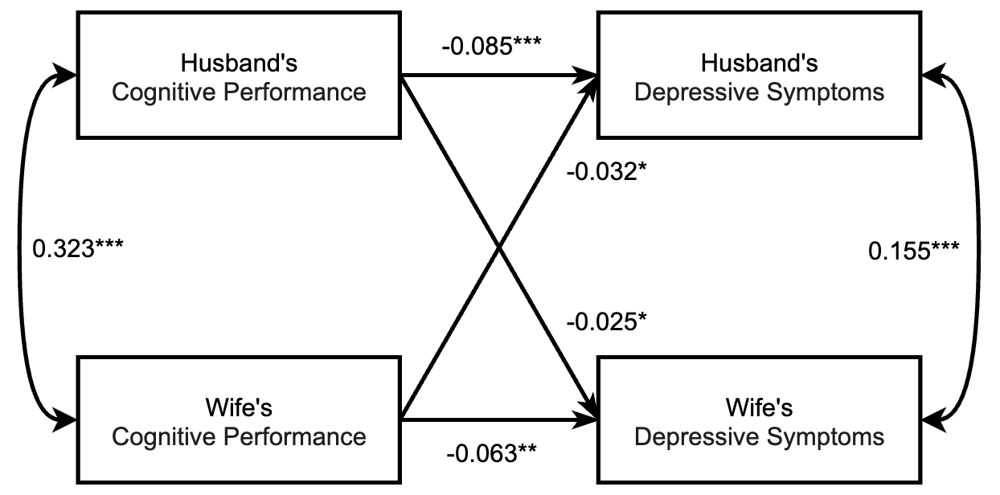 -0.085***
Husband's
Cognitive Performance
Husband's
Depressive Symptoms
-0.032*
0.323***
0.155***
-0.025*
Wife's
Cognitive Performance
Wife's
Depressive Symptoms
-0.063**